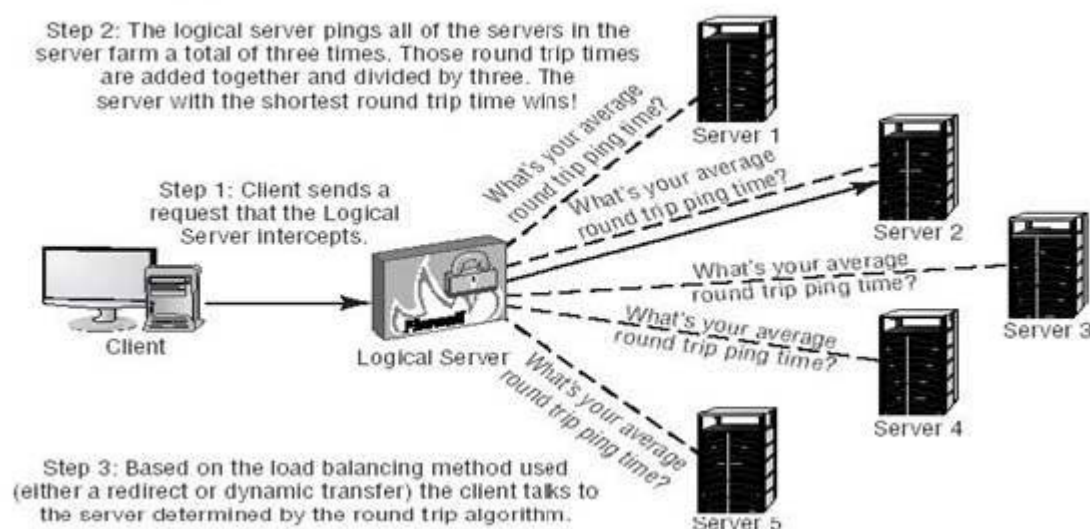 Step 2: The logical server pings all of the servers in the
server farm a total of three times. Those round trip times
are added together and divided by three. The
server with the shortest round trip time wins!
Server 1
What's your average
round trip ping time?
Step 1: Client sends a
request that the Logical
Server intercepts.
What's your average
round trip ping time?
Server 2
What's your average
round trip ping time?
Server 3
Firewall
Client
Logical Server
What's your average
round trip ping time?
Server 4
What's your average
round trip ping time?
Step 3: Based on the load balancing method used
(either a redirect or dynamic transfer) the client talks to
the server determined by the round trip algorithm.
Server 5